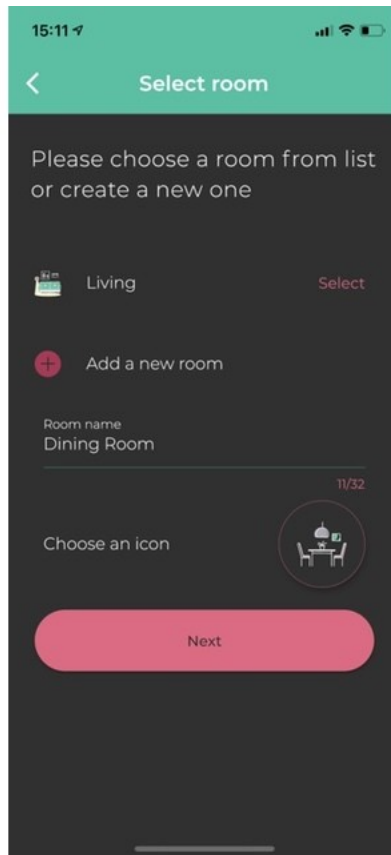 15:11
Select room
Please choose a room from list
or create a new one
Living
Select
Add a new room
Room name
Dining Room
11/32
Choose an icon
Next